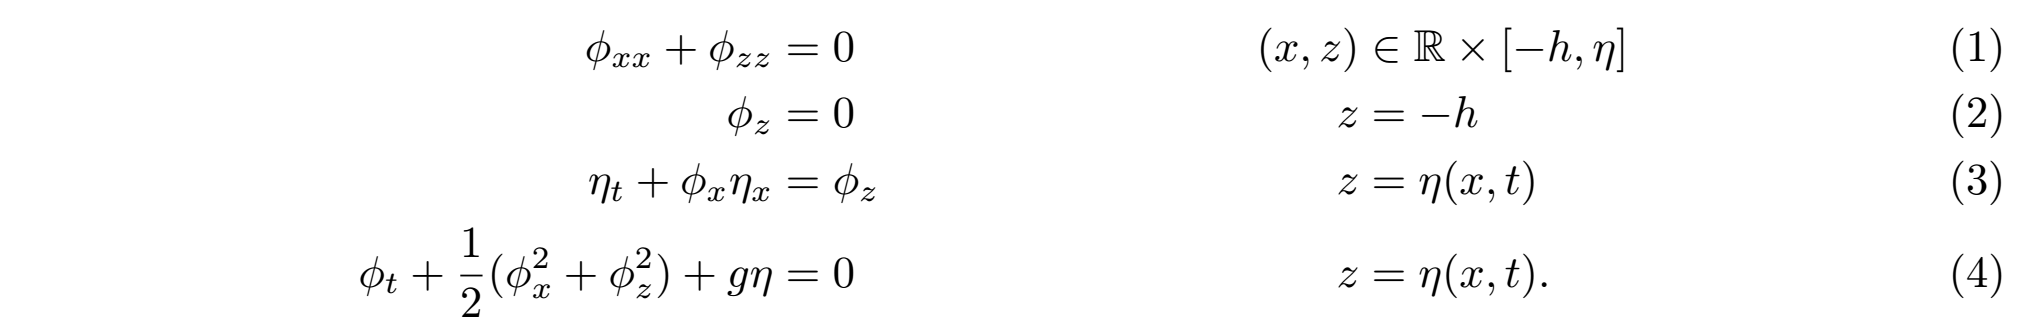 ϕ_{xx} + ϕ_{zz} = 0 (x, z) ∈ ℝ × [−h, η] (1)
ϕ_z = 0 z = −h (2)
η_t + ϕ_x η_x = ϕ_z z = η(x, t) (3)
ϕ_t + \frac{1}{2}(ϕ_x^2 + ϕ_z^2) + gη = 0 z = η(x, t). (4)